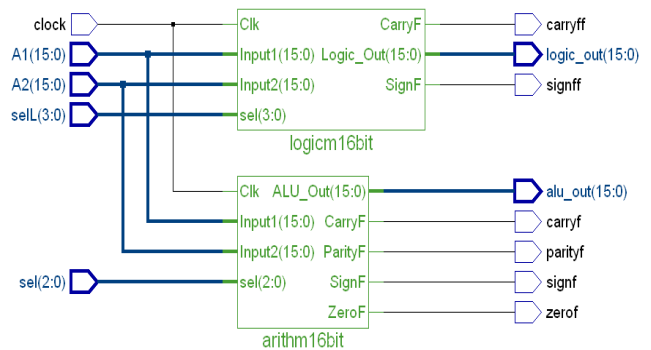 clock Clk CarryF carryff
A1(15:0) Input1(15:0) Logic_Out(15:0) logic_out(15:0)
A2(15:0) Input2(15:0) SignF signff
selL(3:0) sel(3:0)
logicm16bit
Clk ALU_Out(15:0) alu_out(15:0)
Input1(15:0) CarryF carryf
Input2(15:0) ParityF parityf
sel(2:0) sel(2:0) SignF signf
ZeroF zerof
arithm16bit